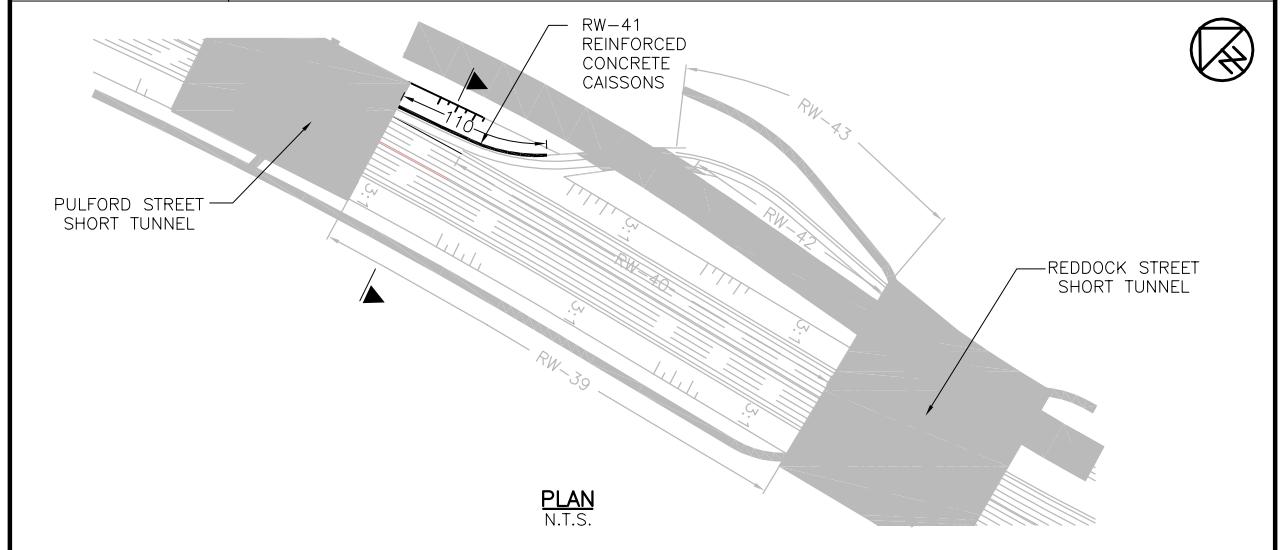 RW-41
REINFORCED
CONCRETE
CAISSONS
110
RW-43
PULFORD STREET
SHORT TUNNEL
3:1
3:1
RW-42
RW-40
REDDOCK STREET
SHORT TUNNEL
3:1
3:1
RW-39
3:1
PLAN
N.T.S.